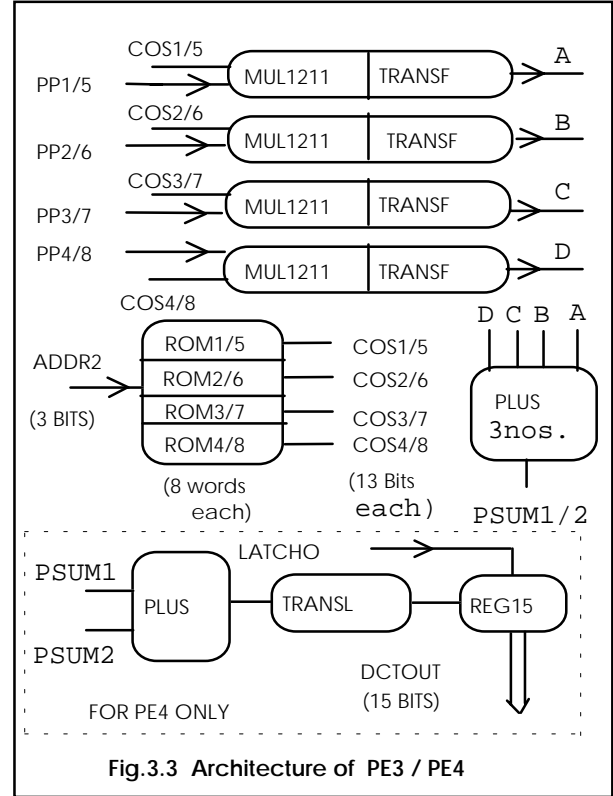 COS1/5
PP1/5
MUL1211
TRANSF
A
COS2/6
PP2/6
MUL1211
TRANSF
B
COS3/7
PP3/7
MUL1211
TRANSF
C
PP4/8
COS4/8
MUL1211
TRANSF
D
ADDR2
(3 BITS)
ROM1/5
ROM2/6
ROM3/7
ROM4/8
(8 words
each)
COS1/5
COS2/6
COS3/7
COS4/8
(13 Bits
each)
D C B A
PLUS
3nos.
PSUM1/2
LATCHO
PSUM1
PSUM2
PLUS
TRANSL
REG15
DCTOUT
(15 BITS)
FOR PE4 ONLY
Fig.3.3 Architecture of PE3 / PE4